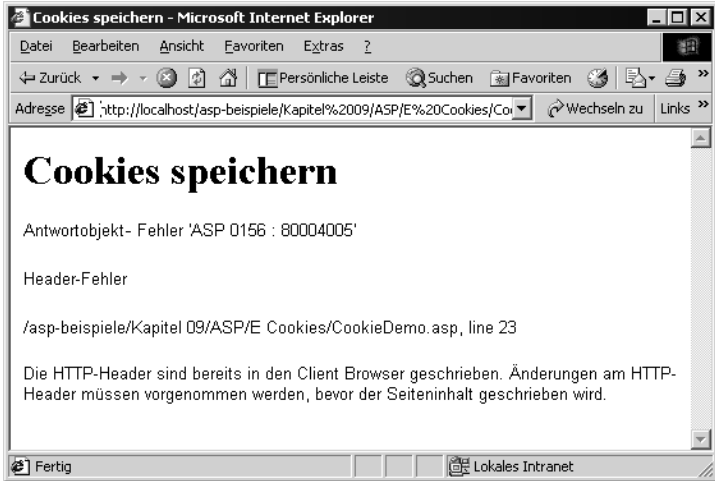 Cookies speichern - Microsoft Internet Explorer
Datei Bearbeiten Ansicht Favoriten Extras ?
Zurück Persönliche Leiste Suchen Favoriten »
Adresse http://localhost/asp-beispiele/Kapitel%2009/ASP/E%20Cookies/Co Wechseln zu Links »
Cookies speichern
Antwortobjekt- Fehler 'ASP 0156 : 80004005'
Header-Fehler
/asp-beispiele/Kapitel 09/ASP/E Cookies/CookieDemo.asp, line 23
Die HTTP-Header sind bereits in den Client Browser geschrieben. Änderungen am HTTP-
Header müssen vorgenommen werden, bevor der Seiteninhalt geschrieben wird.
Fertig Lokales Intranet